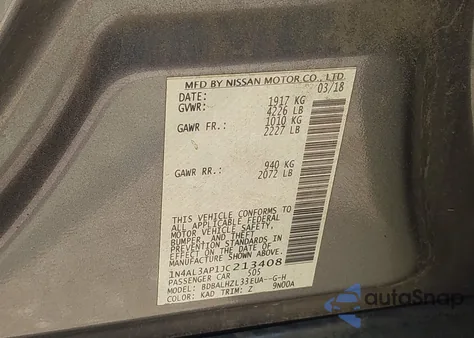 MFD BY NISSAN MOTOR CO., LTD.
DATE: 03/18
GVWR: 1917 KG
4226 LB
GAWR FR.: 1010 KG
2227 LB
GAWR RR.: 940 KG
2072 LB
THIS VEHICLE CONFORMS TO
ALL APPLICABLE FEDERAL
MOTOR VEHICLE SAFETY,
BUMPER, AND THEFT
PREVENTION STANDARDS IN
EFFECT ON THE DATE OF
MANUFACTURE SHOWN ABOVE.
1N4AL3AP1JC213408
PASSENGER CAR 505
MODEL: BDBALHZL33EUA--G-H
COLOR: KAD TRIM: Z 9N00A
autoSnap